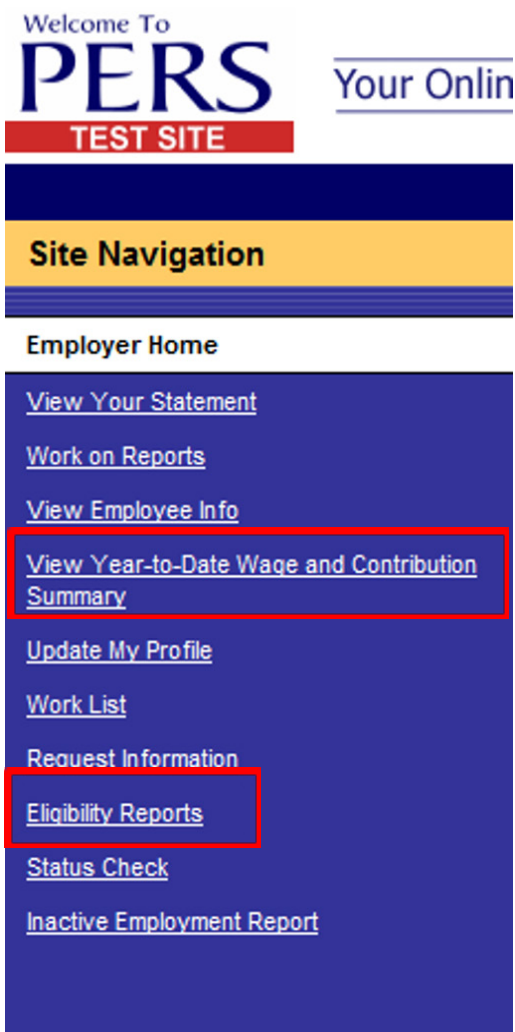 Welcome To
PERS
TEST SITE
Your Onlin
Site Navigation
Employer Home
View Your Statement
Work on Reports
View Employee Info
View Year-to-Date Wage and Contribution
Summary
Update My Profile
Work List
Request Information
Eligibility Reports
Status Check
Inactive Employment Report